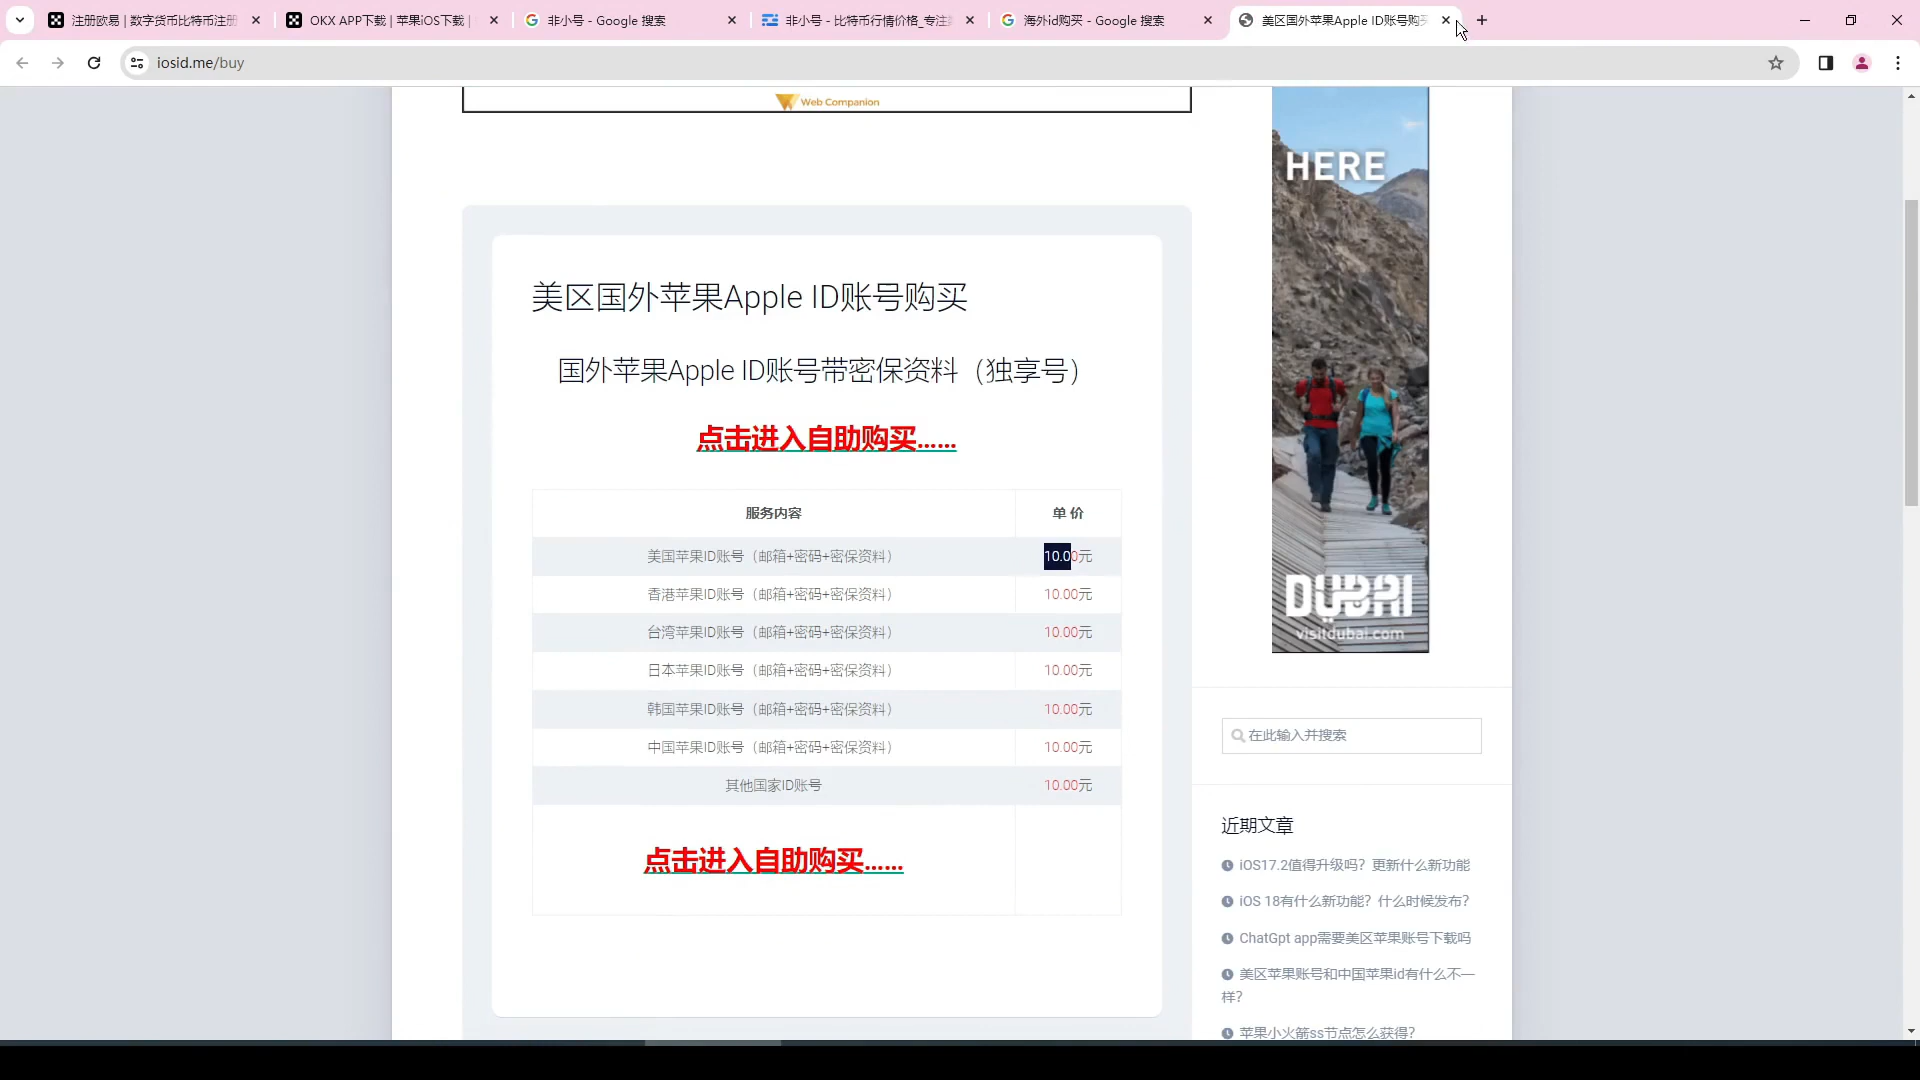 注册欧易 | 数字货币比特币注册
OKX APP下载 | 苹果iOS下载 |
非小号 - Google 搜索
非小号 - 比特币行情价格_专注
海外id购买 - Google 搜索
美区国外苹果Apple ID账号购
iosid.me/buy
Web Companion
HERE
美区国外苹果Apple ID账号购买
国外苹果Apple ID账号带密保资料（独享号）
点击进入自助购买……
服务内容 单 价
美国苹果ID账号（邮箱+密码+密保资料） 10.00元
香港苹果ID账号（邮箱+密码+密保资料） 10.00元
台湾苹果ID账号（邮箱+密码+密保资料） 10.00元
日本苹果ID账号（邮箱+密码+密保资料） 10.00元
韩国苹果ID账号（邮箱+密码+密保资料） 10.00元
中国苹果ID账号（邮箱+密码+密保资料） 10.00元
其他国家ID账号 10.00元
点击进入自助购买……
DUBAI
visitdubai.com
在此输入并搜索
近期文章
iOS17.2值得升级吗？更新什么新功能
iOS 18有什么新功能？什么时候发布？
ChatGpt app需要美区苹果账号下载吗
美区苹果账号和中国苹果id有什么不一
样？
苹果小火箭ss节点怎么获得？